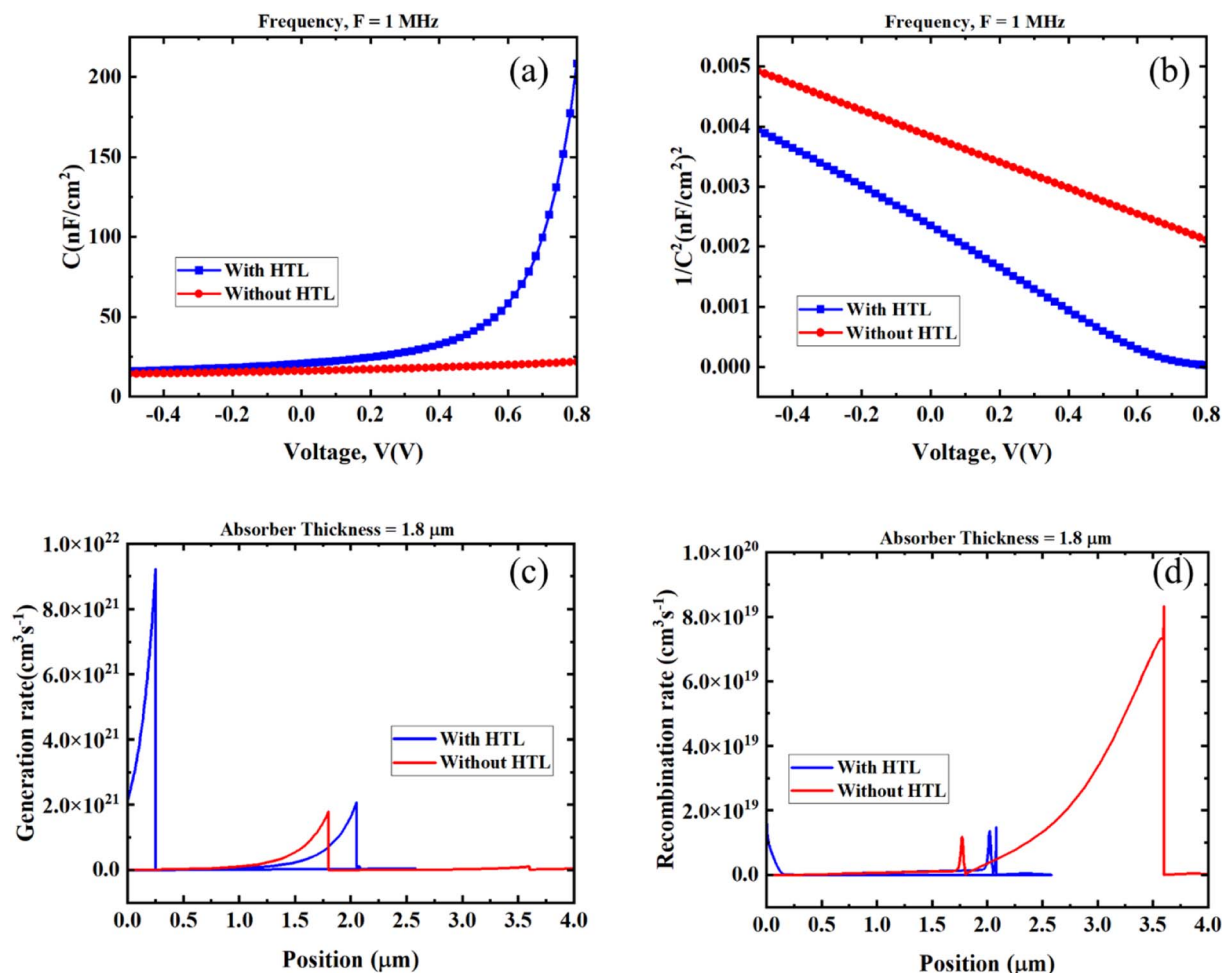 Frequency, F = 1 MHz
(a)
C(nF/cm²)
200
150
100
50
0
With HTL
Without HTL
-0.4 -0.2 0.0 0.2 0.4 0.6 0.8
Voltage, V(V)
Frequency, F = 1 MHz
(b)
1/C²(nF/cm²)²
0.005
0.004
0.003
0.002
0.001
0.000
With HTL
Without HTL
-0.4 -0.2 0.0 0.2 0.4 0.6 0.8
Voltage, V(V)
Absorber Thickness = 1.8 μm
(c)
Generation rate(cm³s⁻¹)
1.0×10²²
8.0×10²¹
6.0×10²¹
4.0×10²¹
2.0×10²¹
0.0
With HTL
Without HTL
0.0 0.5 1.0 1.5 2.0 2.5 3.0 3.5 4.0
Position (μm)
Absorber Thickness = 1.8 μm
(d)
Recombination rate (cm³s⁻¹)
1.0×10²⁰
8.0×10¹⁹
6.0×10¹⁹
4.0×10¹⁹
2.0×10¹⁹
0.0
With HTL
Without HTL
0.0 0.5 1.0 1.5 2.0 2.5 3.0 3.5 4.0
Position (μm)